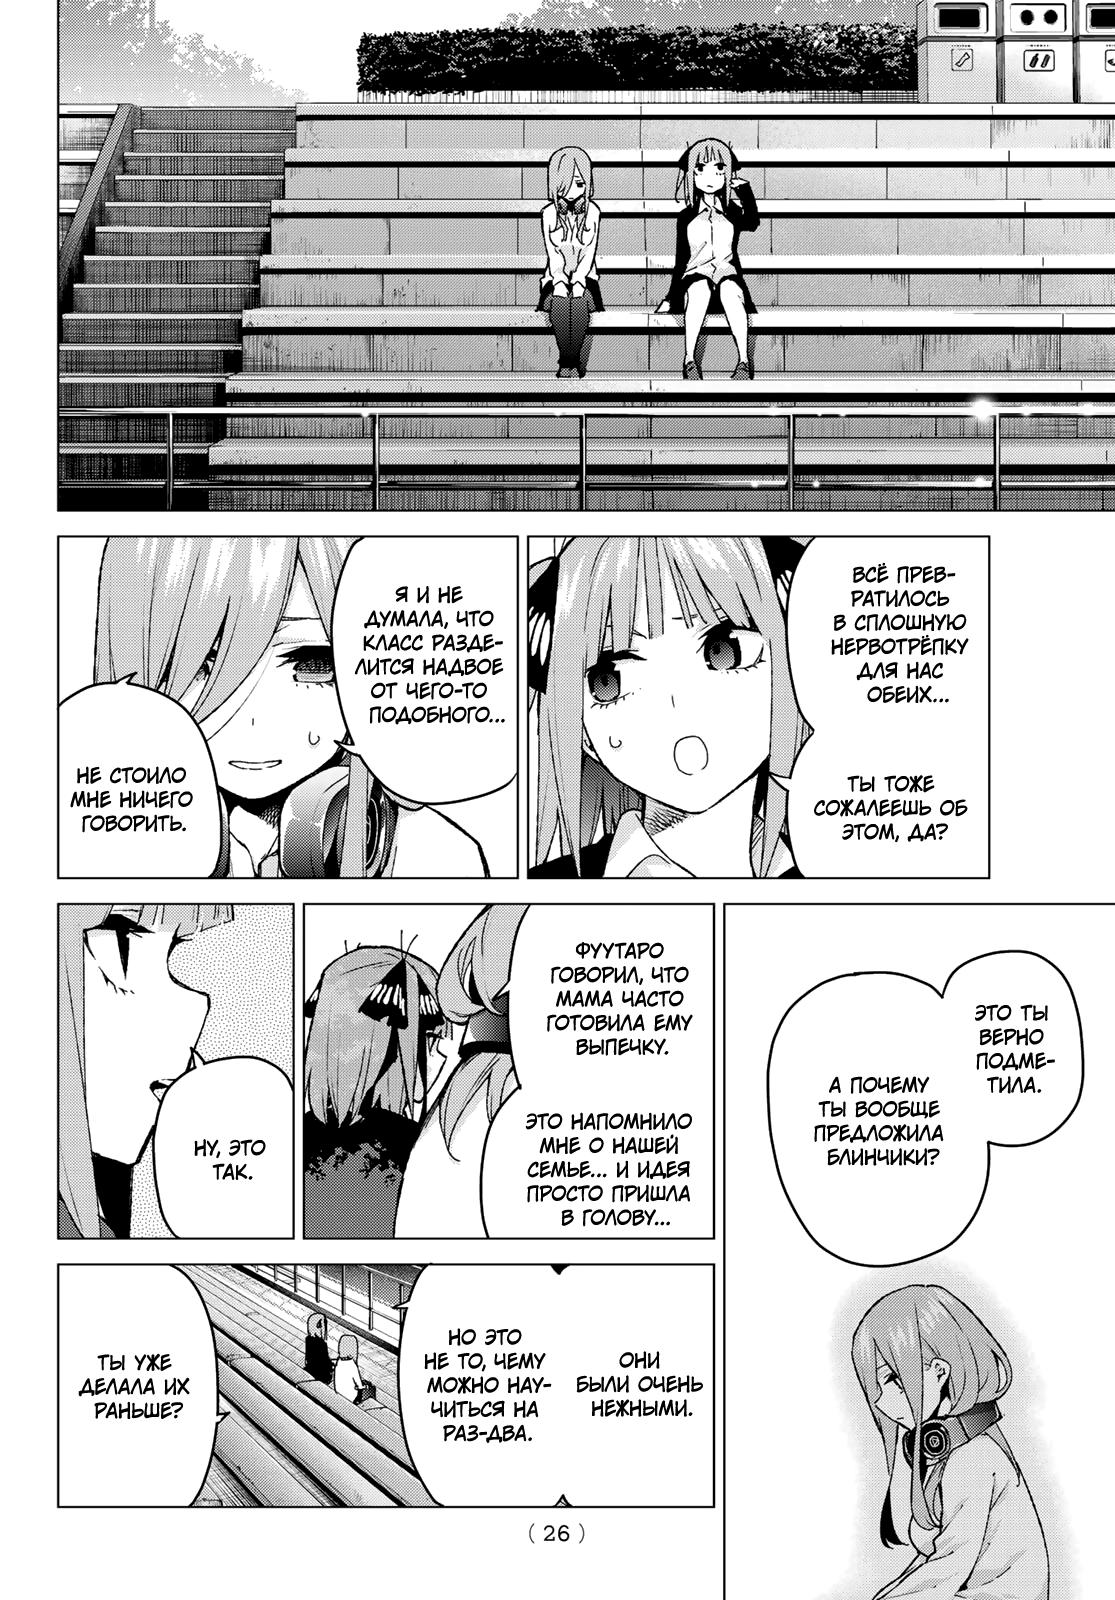 ВСЁ ПРЕВ-
РАТИЛОСЬ
В СПЛОШНУЮ
НЕРВОТРЁПКУ
ДЛЯ НАС
ОБЕИХ...
ТЫ ТОЖЕ
СОЖАЛЕЕШЬ ОБ
ЭТОМ, ДА?
Я И НЕ
ДУМАЛА, ЧТО
КЛАСС РАЗДЕ-
ЛИТСЯ НАДВОЕ
ОТ ЧЕГО-ТО
ПОДОБНОГО...
НЕ СТОИЛО
МНЕ НИЧЕГО
ГОВОРИТЬ.
ЭТО ТЫ
ВЕРНО
ПОДМЕ-
ТИЛА.
А ПОЧЕМУ
ТЫ ВООБЩЕ
ПРЕДЛОЖИЛА
БЛИНЧИКИ?
ФУУТАРО
ГОВОРИЛ, ЧТО
МАМА ЧАСТО
ГОТОВИЛА ЕМУ
ВЫПЕЧКУ.
ЭТО НАПОМНИЛО
МНЕ О НАШЕЙ
СЕМЬЕ... И ИДЕЯ
ПРОСТО ПРИШЛА
В ГОЛОВУ...
НУ, ЭТО
ТАК.
ОНИ
БЫЛИ ОЧЕНЬ
НЕЖНЫМИ.
НО ЭТО
НЕ ТО, ЧЕМУ
МОЖНО НАУ-
ЧИТЬСЯ НА
РАЗ-ДВА.
ТЫ УЖЕ
ДЕЛАЛА ИХ
РАНЬШЕ?
( 26 )